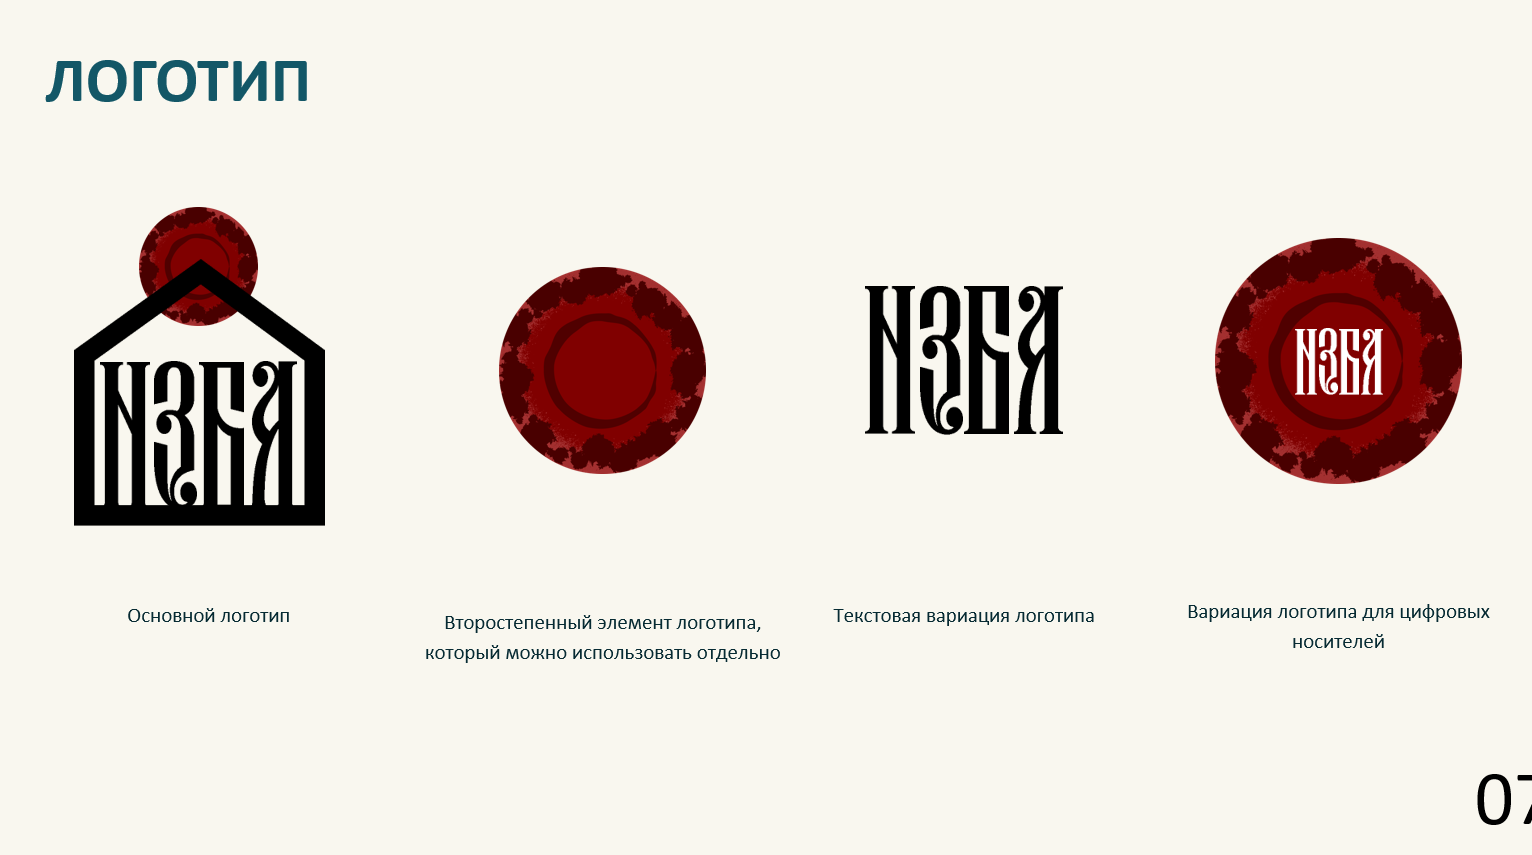 ЛОГОТИП
ИЗБА
ИЗБА
ИЗБА
Основной логотип
Второстепенный элемент логотипа,
который можно использовать отдельно
Текстовая вариация логотипа
Вариация логотипа для цифровых
носителей
07